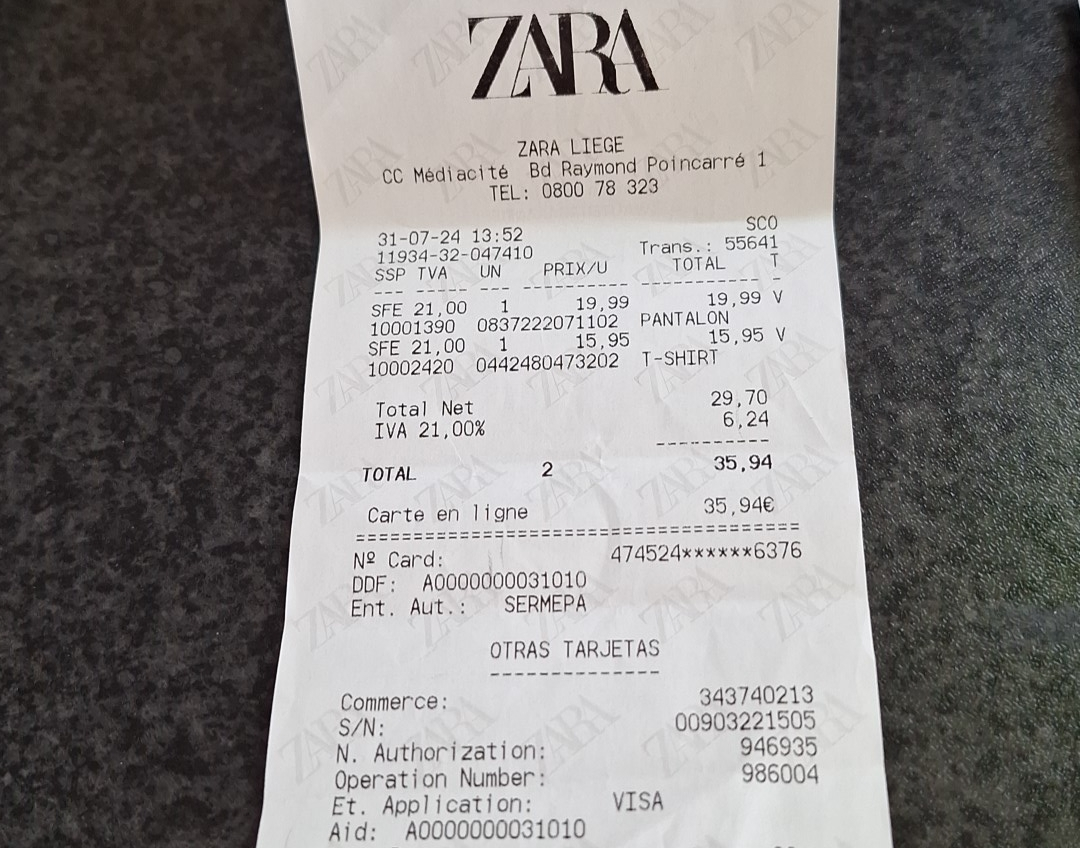 ZARA
ZARA LIEGE
CC Médiacité Bd Raymond Poincarré 1
TEL: 0800 78 323
31-07-24 13:52 SCO
11934-32-047410 Trans.: 55641
SSP TVA UN PRIX/U TOTAL T
--- ----- --- ---------- ------------ -
SFE 21,00 1 19,99 19,99 V
10001390 0837222071102 PANTALON
SFE 21,00 1 15,95 15,95 V
10002420 0442480473202 T-SHIRT
Total Net 29,70
IVA 21,00% 6,24
-----------
TOTAL 2 35,94
Carte en ligne 35,94€
========================================
Nº Card: 474524******6376
DDF: A0000000031010
Ent. Aut.: SERMEPA
OTRAS TARJETAS
--------------
Commerce: 343740213
S/N: 00903221505
N. Authorization: 946935
Operation Number: 986004
Et. Application: VISA
Aid: A0000000031010